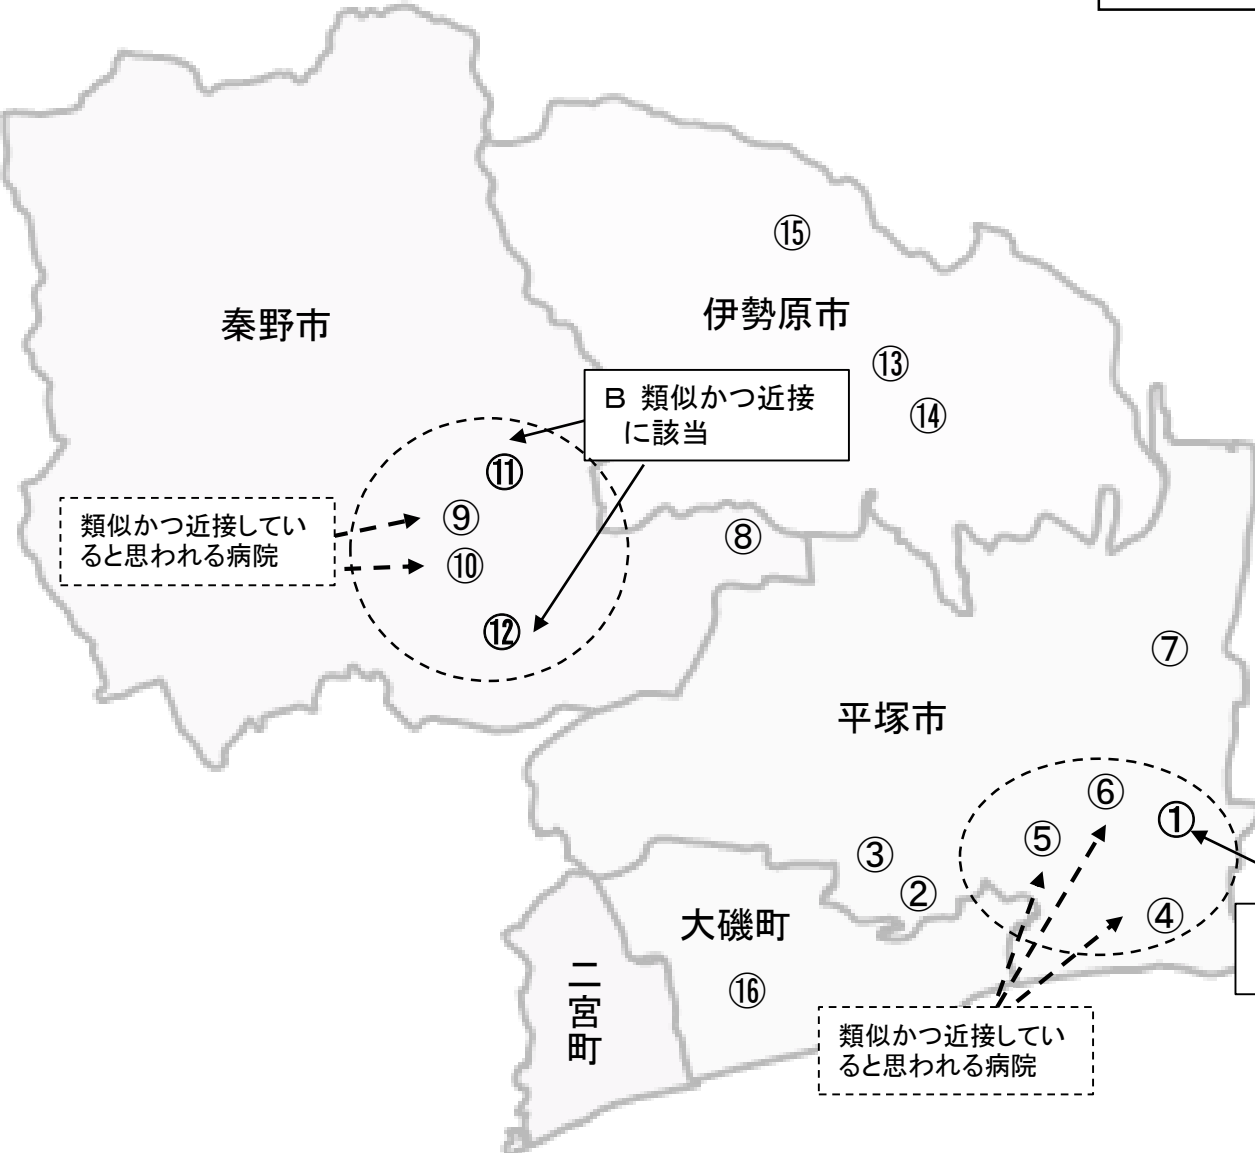 ⑮
秦野市
伊勢原市
⑬
Ｂ 類似かつ近接
に該当
⑭
⑪
類似かつ近接してい
ると思われる病院
⑨
⑧
⑩
⑫
⑦
平塚市
⑥
①
⑤
③
②
④
大磯町
二宮町
⑯
類似かつ近接してい
ると思われる病院